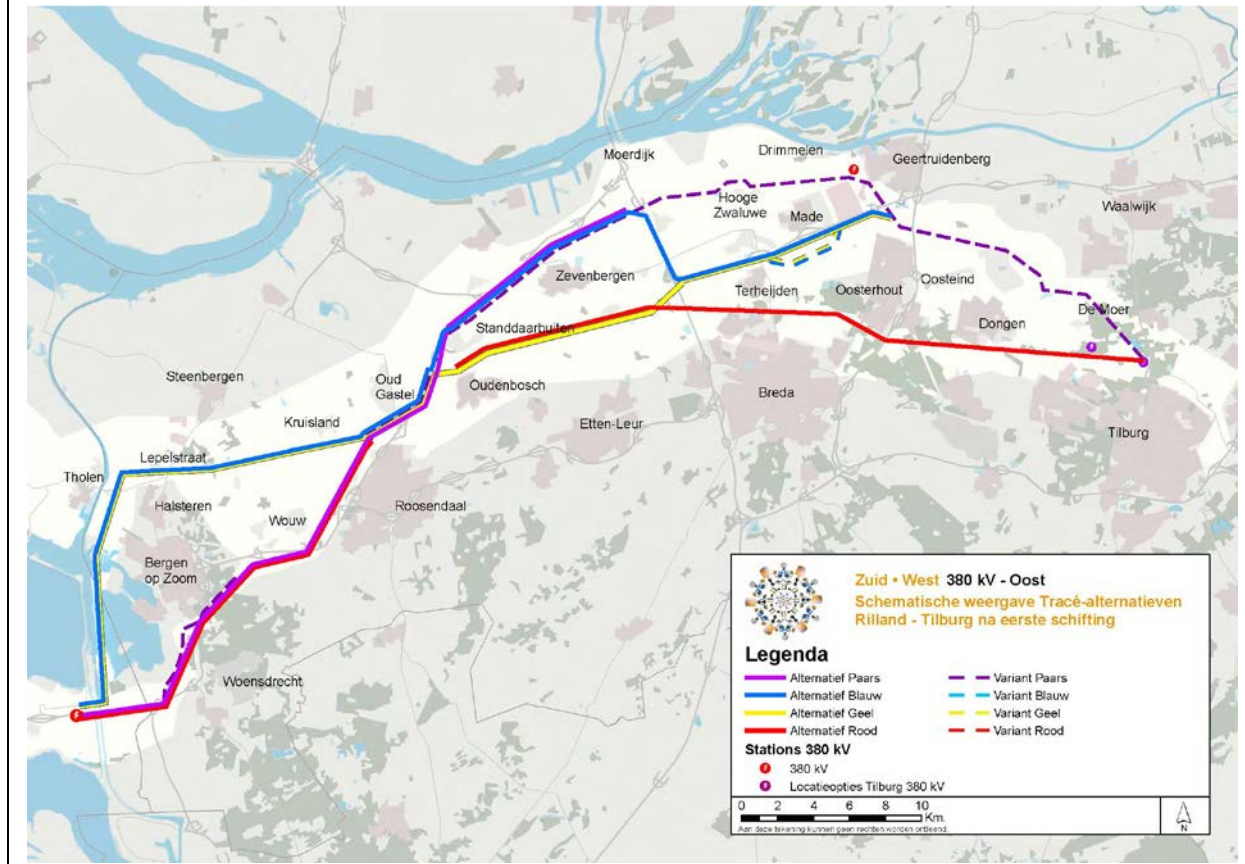 Moerdijk
Drimmelen
Geertruidenberg
Hooge
Zwaluwe
Made
Waalwijk
Zevenbergen
Terheijden
Oosterhout
Oosteind
Dongen
De Moer
Standdaarbuiten
Steenbergen
Oud
Gastel
Oudenbosch
Breda
Kruisland
Etten-Leur
Tilburg
Lepelstraat
Tholen
Halsteren
Wouw
Roosendaal
Bergen
op Zoom
Woensdrecht
Zuid • West 380 kV - Oost
Schematische weergave Tracé-alternatieven
Rilland - Tilburg na eerste schifting
Legenda
Alternatief Paars
Variant Paars
Alternatief Blauw
Variant Blauw
Alternatief Geel
Variant Geel
Alternatief Rood
Variant Rood
Stations 380 kV
380 kV
Locatieopties Tilburg 380 kV
0 2 4 6 8 10
Km.
Aan deze tekening kunnen geen rechten worden ontleend.
N